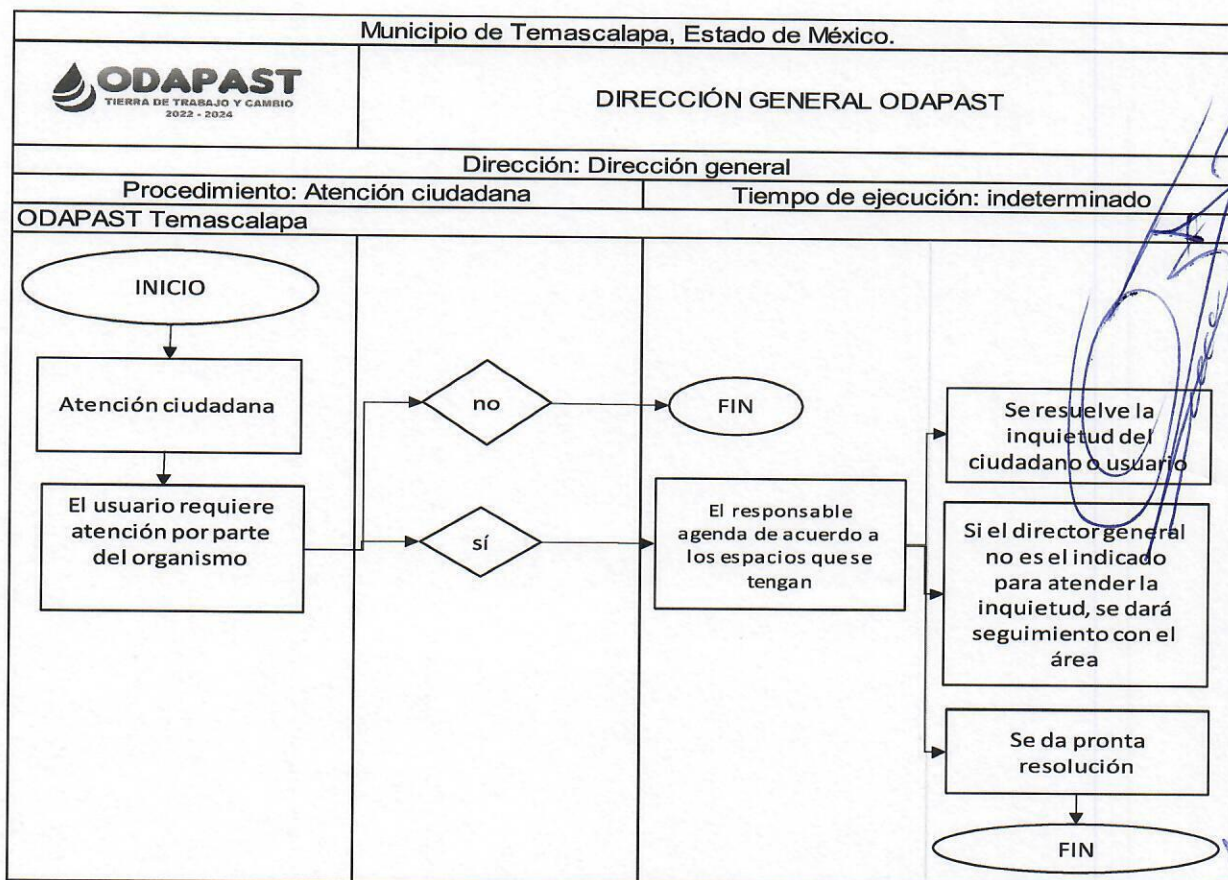 Municipio de Temascalapa, Estado de México.
ODAPAST
TIERRA DE TRABAJO Y CAMBIO
2022 - 2024
DIRECCIÓN GENERAL ODAPAST
Dirección: Dirección general
Procedimiento: Atención ciudadana
Tiempo de ejecución: indeterminado
ODAPAST Temascalapa
INICIO
Atención ciudadana
El usuario requiere
atención por parte
del organismo
no
sí
FIN
El responsable
agenda de acuerdo a
los espacios que se
tengan
Se resuelve la
inquietud del
ciudadano o usuario
Si el director general
no es el indicado
para atender la
inquietud, se dará
seguimiento con el
área
Se da pronta
resolución
FIN